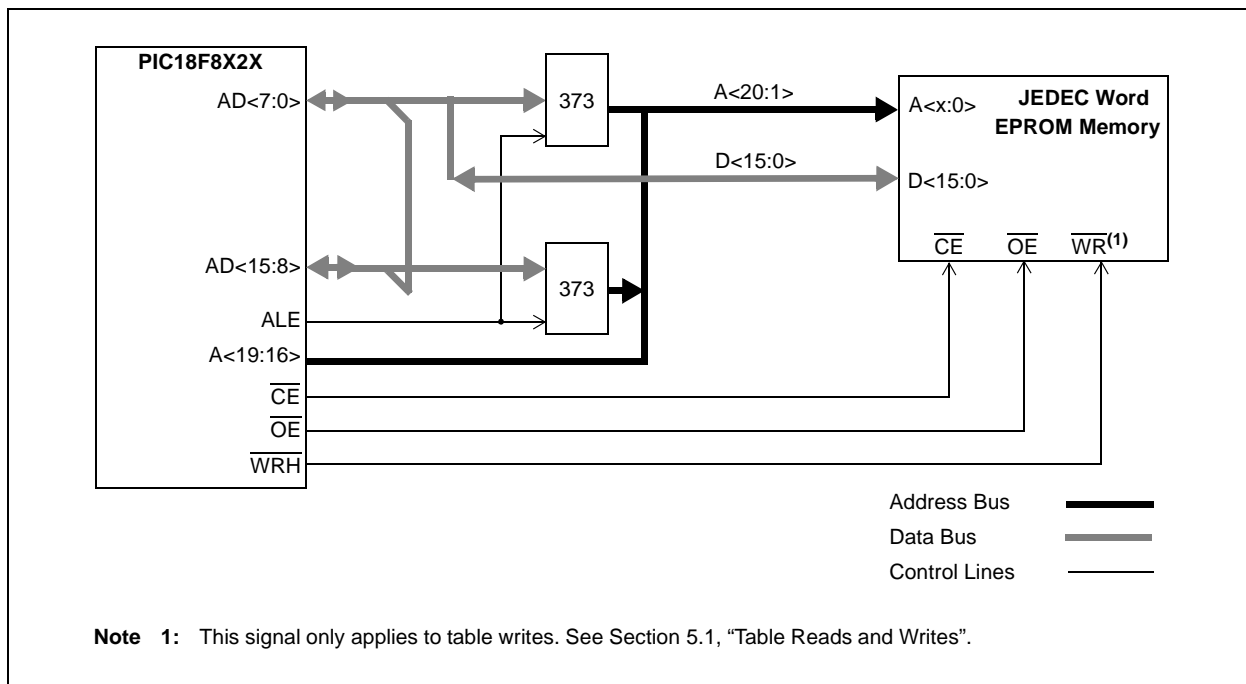 PIC18F8X2X
AD<7:0>
373
A<20:1>
A<x:0>
JEDEC Word
EPROM Memory
D<15:0>
D<15:0>
CE
OE
WR(1)
AD<15:8>
373
ALE
A<19:16>
CE
OE
WRH
Address Bus
Data Bus
Control Lines
Note 1: This signal only applies to table writes. See Section 5.1, “Table Reads and Writes”.